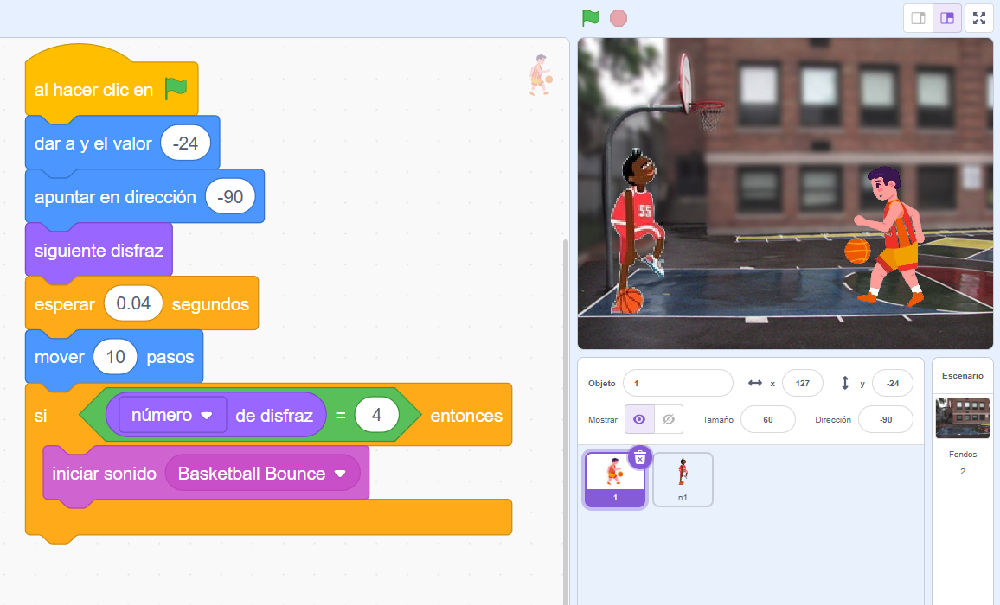 al hacer clic en
dar a y el valor -24
apuntar en dirección -90
siguiente disfraz
esperar 0.04 segundos
mover 10 pasos
si número de disfraz = 4 entonces
iniciar sonido Basketball Bounce
55
Objeto 1 x 127 y -24
Mostrar Tamaño 60 Dirección -90
1 n1
Escenario
Fondos
2